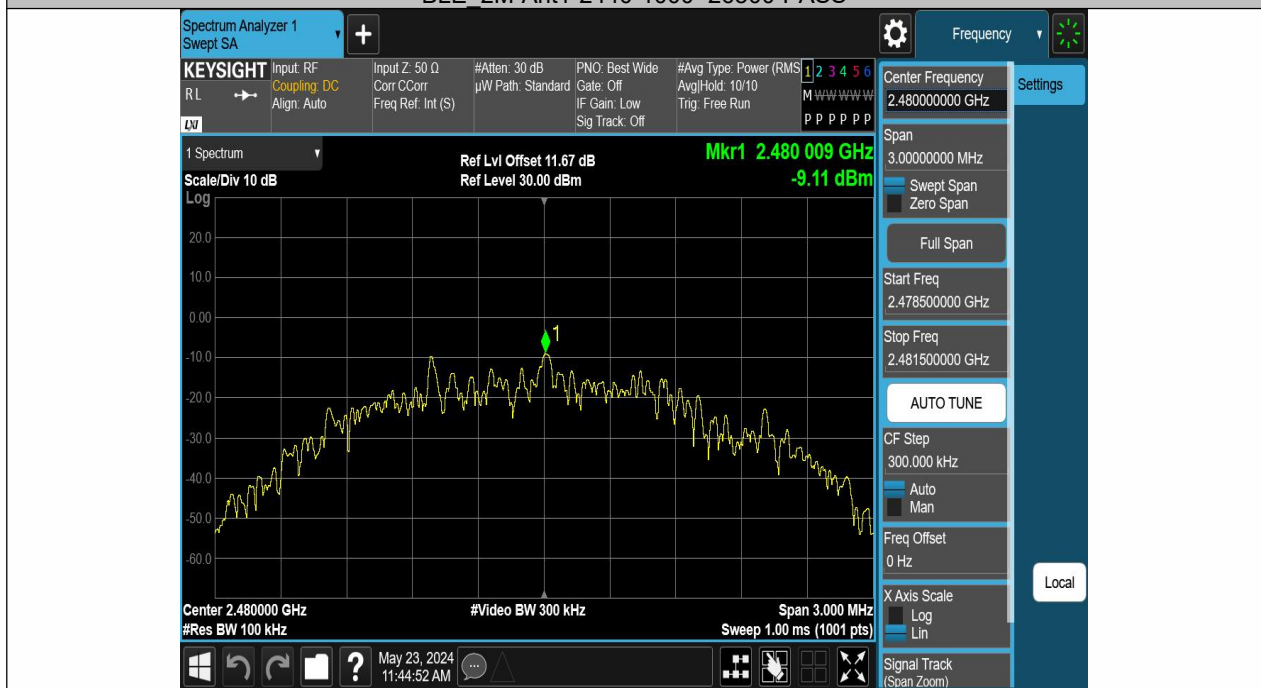 Spectrum Analyzer 1
Swept SA
+
Frequency
KEYSIGHT
RL
LXI
Input: RF
Coupling: DC
Align: Auto
Input Z: 50 Ω
Corr CCorr
Freq Ref: Int (S)
#Atten: 30 dB
µW Path: Standard
PNO: Best Wide
Gate: Off
IF Gain: Low
Sig Track: Off
#Avg Type: Power (RMS
Avg|Hold: 10/10
Trig: Free Run
1 2 3 4 5 6
M W W W W W
P P P P P P
1 Spectrum
Scale/Div 10 dB
Log
Ref Lvl Offset 11.67 dB
Ref Level 30.00 dBm
Mkr1 2.480 009 GHz
-9.11 dBm
20.0
10.0
0.00
-10.0
-20.0
-30.0
-40.0
-50.0
-60.0
1
Center 2.480000 GHz
#Res BW 100 kHz
#Video BW 300 kHz
Span 3.000 MHz
Sweep 1.00 ms (1001 pts)
?
May 23, 2024
11:44:52 AM
Center Frequency
2.480000000 GHz
Settings
Span
3.00000000 MHz
Swept Span
Zero Span
Full Span
Start Freq
2.478500000 GHz
Stop Freq
2.481500000 GHz
AUTO TUNE
CF Step
300.000 kHz
Auto
Man
Freq Offset
0 Hz
X Axis Scale
Log
Lin
Local
Signal Track
(Span Zoom)